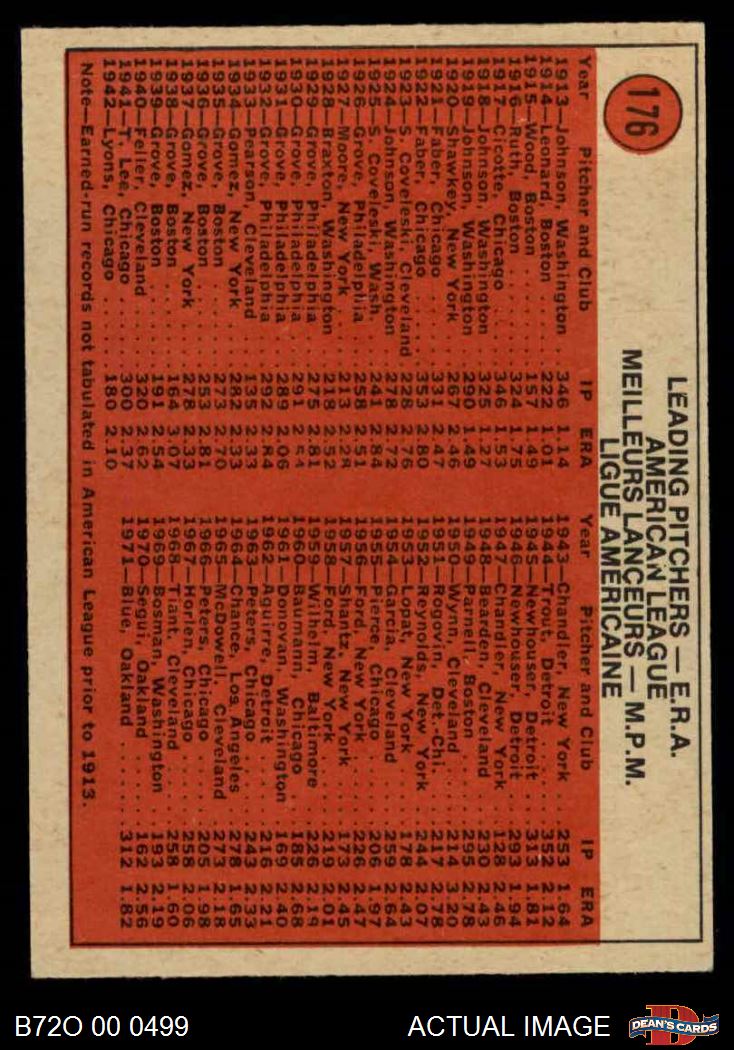 176
LEADING PITCHERS — E.R.A.
AMERICAN LEAGUE
MEILLEURS LANCEURS — M.P.M.
LIGUE AMERICAINE
Year Pitcher and Club IP ERA
1913—Johnson, Washington . 346 1.14
1914—Leonard, Boston . . . . . 222 1.01
1915—Wood, Boston . . . . . . . 157 1.49
1916—Ruth, Boston . . . . . . . 324 1.75
1917—Cicotte, Chicago . . . . . 346 1.53
1918—Johnson, Washington . 325 1.27
1919—Johnson, Washington . 290 1.49
1920—Shawkey, New York . . 267 2.46
1921—Faber, Chicago . . . . . . 331 2.47
1922—Faber, Chicago . . . . . . 353 2.80
1923—S. Coveleski, Cleveland . 228 2.76
1924—Johnson, Washington . 278 2.72
1925—S. Coveleski, Wash. . . . 241 2.84
1926—Grove, Philadelphia . . . 258 2.51
1927—Moore, New York . . . . 213 2.28
1928—Braxton, Washington . . 218 2.52
1929—Grove, Philadelphia . . . 275 2.81
1930—Grove, Philadelphia . . . 291 2.54
1931—Grove, Philadelphia . . . 289 2.06
1932—Grove, Philadelphia . . . 292 2.84
1933—Pearson, Cleveland . . . 135 2.33
1934—Gomez, New York . . . . 282 2.33
1935—Grove, Boston . . . . . . 273 2.70
1936—Grove, Boston . . . . . . 253 2.81
1937—Gomez, New York . . . . 278 2.33
1938—Grove, Boston . . . . . . 164 3.07
1939—Grove, Boston . . . . . . 191 2.54
1940—Feller, Cleveland . . . . . 320 2.62
1941—T. Lee, Chicago . . . . . . 300 2.37
1942—Lyons, Chicago . . . . . . 180 2.10
Year Pitcher and Club IP ERA
1943—Chandler, New York . . 253 1.64
1944—Trout, Detroit . . . . . . . 352 2.12
1945—Newhouser, Detroit . . . 313 1.81
1946—Newhouser, Detroit . . . 293 1.94
1947—Chandler, New York . . 128 2.46
1948—Bearden, Cleveland . . . 230 2.43
1949—Parnell, Boston . . . . . . 295 2.78
1950—Wynn, Cleveland . . . . . 214 3.20
1951—Rogovin, Det.-Chi. . . . . 217 2.78
1952—Reynolds, New York . . 244 2.07
1953—Lopat, New York . . . . . 178 2.43
1954—Garcia, Cleveland . . . . 259 2.64
1955—Pierce, Chicago . . . . . . 206 1.97
1956—Ford, New York . . . . . . 226 2.47
1957—Shantz, New York . . . . 173 2.45
1958—Ford, New York . . . . . . 219 2.01
1959—Wilhelm, Baltimore . . . 226 2.19
1960—Baumann, Chicago . . . 185 2.68
1961—Donovan, Washington . 169 2.40
1962—Aguirre, Detroit . . . . . . 216 2.21
1963—Peters, Chicago . . . . . . 243 2.33
1964—Chance, Los Angeles . . 278 1.65
1965—McDowell, Cleveland . . 273 2.18
1966—Peters, Chicago . . . . . . 205 1.98
1967—Horlen, Chicago . . . . . 258 2.06
1968—Tiant, Cleveland . . . . . 258 1.60
1969—Bosman, Washington . . 193 2.19
1970—Segui, Oakland . . . . . . 162 2.56
1971—Blue, Oakland . . . . . . . 312 1.82
Note—Earned-run records not tabulated in American League prior to 1913.
B72O 00 0499
ACTUAL IMAGE
D
DEAN'S CARDS